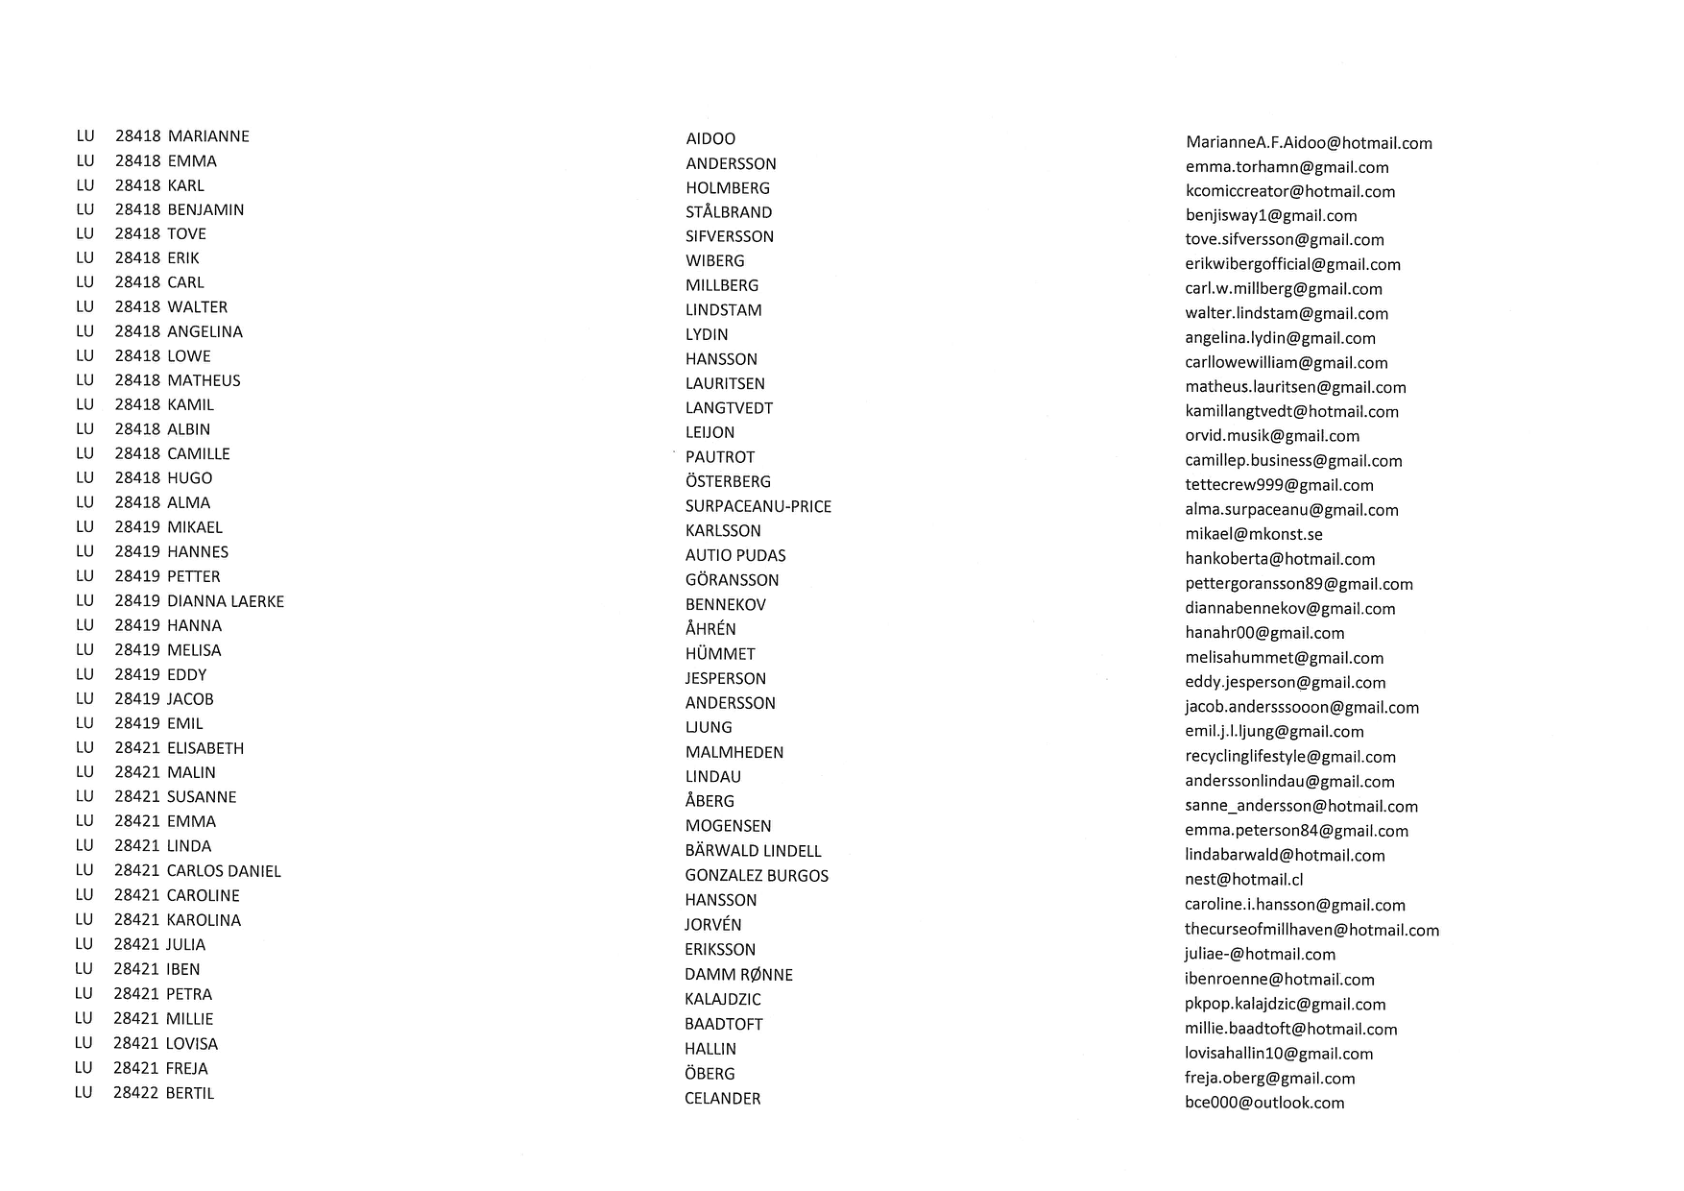 LU 28418 MARIANNE AIDOO MarianneA.F.Aidoo@hotmail.com
LU 28418 EMMA ANDERSSON emma.torhamn@gmail.com
LU 28418 KARL HOLMBERG kcomiccreator@hotmail.com
LU 28418 BENJAMIN STÅLBRAND benjisway1@gmail.com
LU 28418 TOVE SIFVERSSON tove.sifversson@gmail.com
LU 28418 ERIK WIBERG erikwibergofficial@gmail.com
LU 28418 CARL MILLBERG carl.w.millberg@gmail.com
LU 28418 WALTER LINDSTAM walter.lindstam@gmail.com
LU 28418 ANGELINA LYDIN angelina.lydin@gmail.com
LU 28418 LOWE HANSSON carllowewilliam@gmail.com
LU 28418 MATHEUS LAURITSEN matheus.lauritsen@gmail.com
LU 28418 KAMIL LANGTVEDT kamillangtvedt@hotmail.com
LU 28418 ALBIN LEIJON orvid.musik@gmail.com
LU 28418 CAMILLE PAUTROT camillep.business@gmail.com
LU 28418 HUGO ÖSTERBERG tettecrew999@gmail.com
LU 28418 ALMA SURPACEANU-PRICE alma.surpaceanu@gmail.com
LU 28419 MIKAEL KARLSSON mikael@mkonst.se
LU 28419 HANNES AUTIO PUDAS hankoberta@hotmail.com
LU 28419 PETTER GÖRANSSON pettergoransson89@gmail.com
LU 28419 DIANNA LAERKE BENNEKOV diannabennekov@gmail.com
LU 28419 HANNA ÅHRÉN hanahr00@gmail.com
LU 28419 MELISA HÜMMET melisahummet@gmail.com
LU 28419 EDDY JESPERSON eddy.jesperson@gmail.com
LU 28419 JACOB ANDERSSON jacob.andersssooon@gmail.com
LU 28419 EMIL LJUNG emil.j.l.ljung@gmail.com
LU 28421 ELISABETH MALMHEDEN recyclinglifestyle@gmail.com
LU 28421 MALIN LINDAU anderssonlindau@gmail.com
LU 28421 SUSANNE ÅBERG sanne_andersson@hotmail.com
LU 28421 EMMA MOGENSEN emma.peterson84@gmail.com
LU 28421 LINDA BÄRWALD LINDELL lindabarwald@hotmail.com
LU 28421 CARLOS DANIEL GONZALEZ BURGOS nest@hotmail.cl
LU 28421 CAROLINE HANSSON caroline.i.hansson@gmail.com
LU 28421 KAROLINA JORVÉN thecurseofmillhaven@hotmail.com
LU 28421 JULIA ERIKSSON juliae-@hotmail.com
LU 28421 IBEN DAMM RØNNE ibenroenne@hotmail.com
LU 28421 PETRA KALAJDZIC pkpop.kalajdzic@gmail.com
LU 28421 MILLIE BAADTOFT millie.baadtoft@hotmail.com
LU 28421 LOVISA HALLIN lovisahallin10@gmail.com
LU 28421 FREJA ÖBERG freja.oberg@gmail.com
LU 28422 BERTIL CELANDER bce000@outlook.com